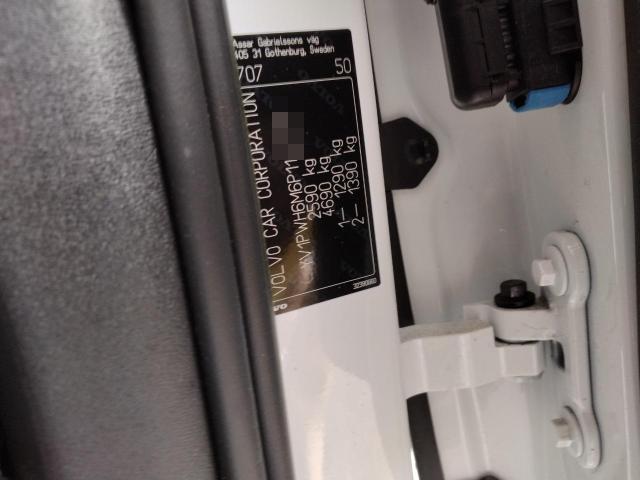 Assar Gabrielssons väg
405 31 Gothenburg, Sweden
707 50
VOLVO CAR CORPORATION
YV1PWH6M6P11
2590 kg
4690 kg
1– 1290 kg
2– 1390 kg